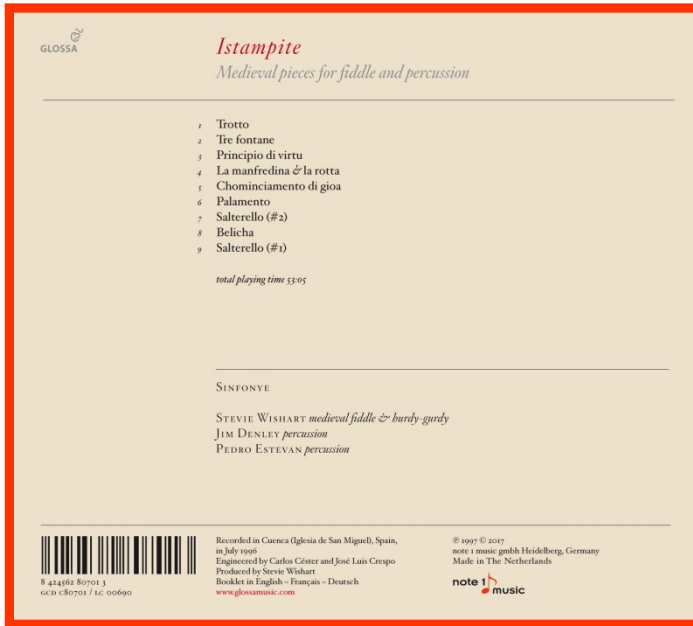 GLOSSA
Istampite
Medieval pieces for fiddle and percussion
1 Trotto
2 Tre fontane
3 Principio di virtu
4 La manfredina & la rotta
5 Chominciamento di gioa
6 Palamento
7 Salterello (#2)
8 Belicha
9 Salterello (#1)
total playing time 53:05
SINFONYE
STEVIE WISHART medieval fiddle & hurdy-gurdy
JIM DENLEY percussion
PEDRO ESTEVAN percussion
8 424562 80701 3
GCD C80701 / LC 00690
Recorded in Cuenca (Iglesia de San Miguel), Spain,
in July 1996
Engineered by Carlos Céster and José Luis Crespo
Produced by Stevie Wishart
Booklet in English – Français – Deutsch
www.glossamusic.com
℗ 1997 © 2017
note 1 music gmbh Heidelberg, Germany
Made in The Netherlands
note 1 music